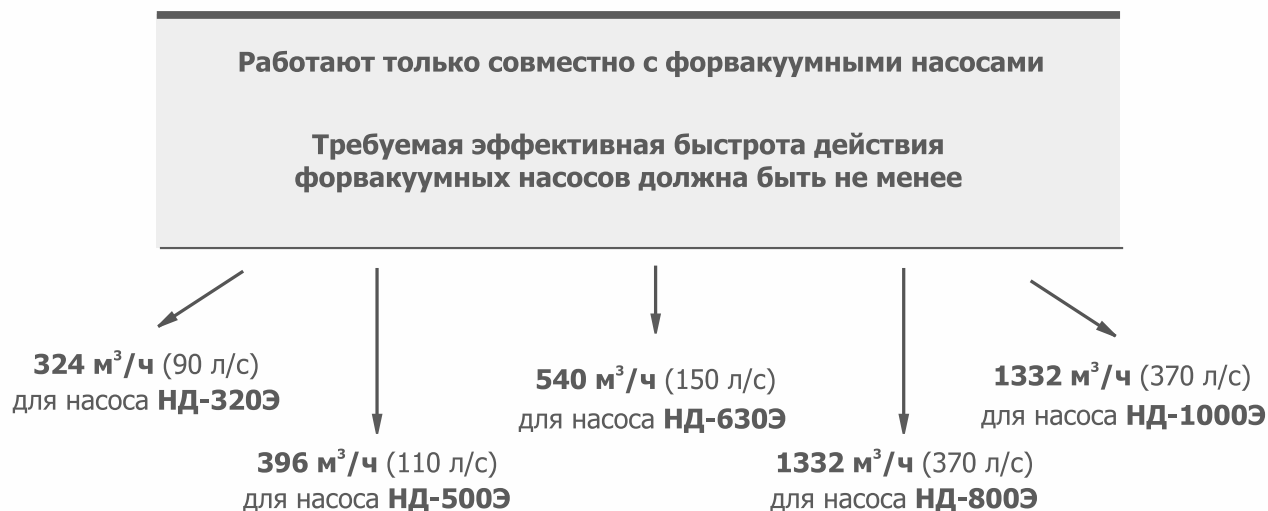 Работают только совместно с форвакуумными насосами
Требуемая эффективная быстрота действия
форвакуумных насосов должна быть не менее
324 м³/ч (90 л/с)
для насоса НД-320Э
396 м³/ч (110 л/с)
для насоса НД-500Э
540 м³/ч (150 л/с)
для насоса НД-630Э
1332 м³/ч (370 л/с)
для насоса НД-800Э
1332 м³/ч (370 л/с)
для насоса НД-1000Э